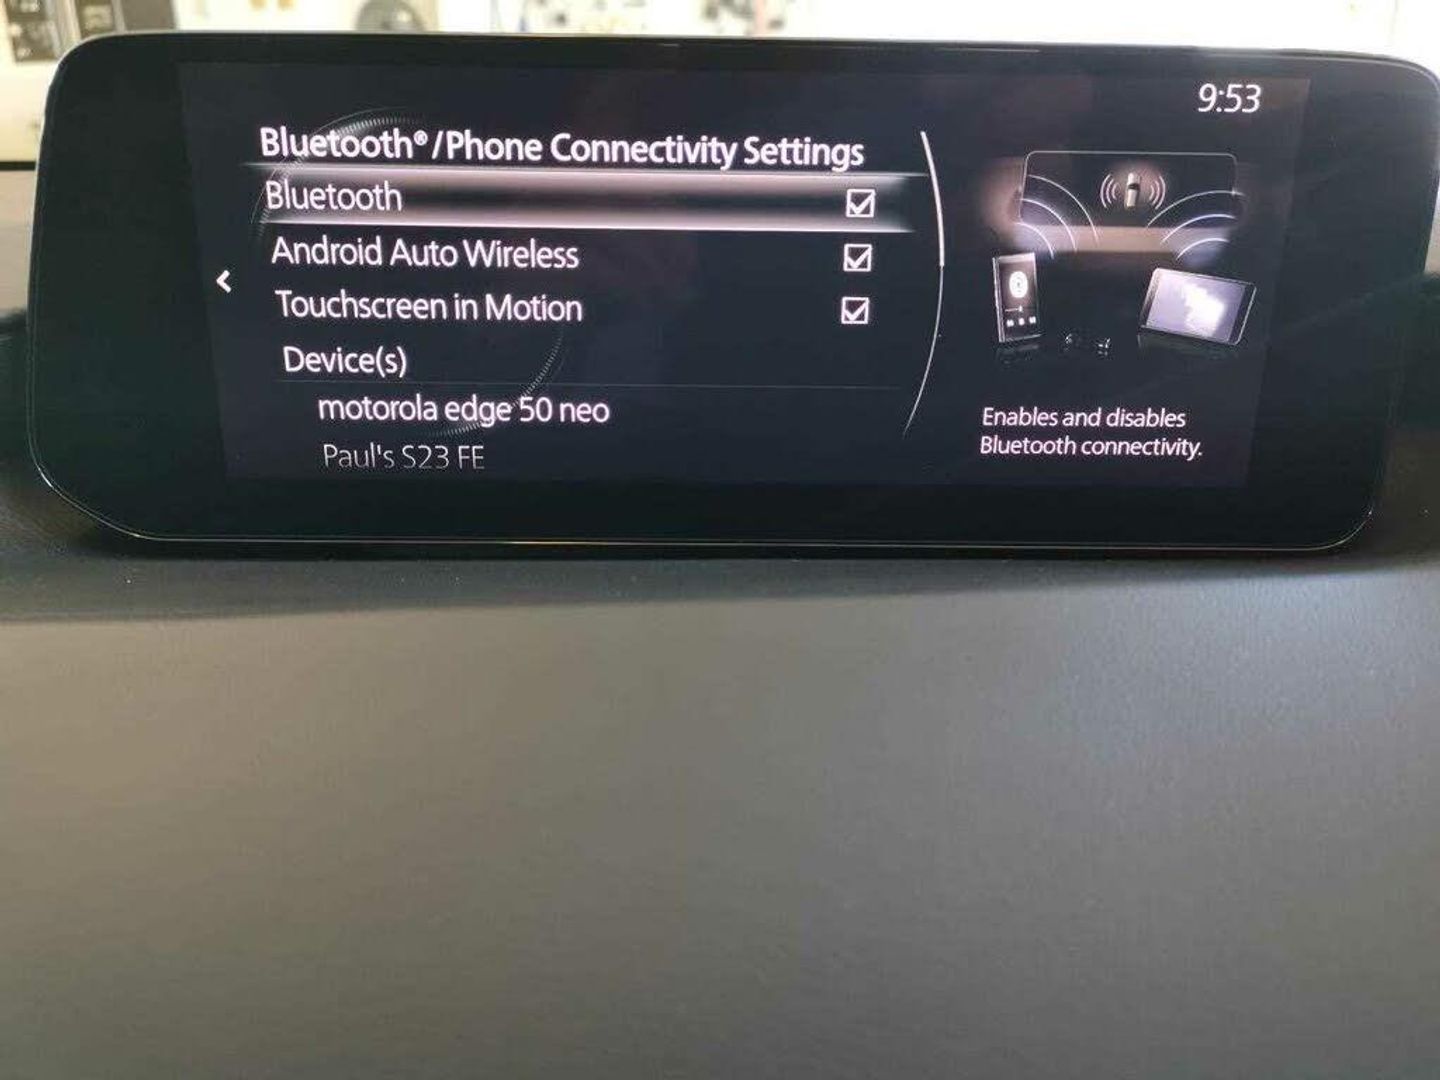 9:53
Bluetooth®/Phone Connectivity Settings
Bluetooth
Android Auto Wireless
Touchscreen in Motion
Device(s)
motorola edge 50 neo
Paul's S23 FE
Enables and disables
Bluetooth connectivity.